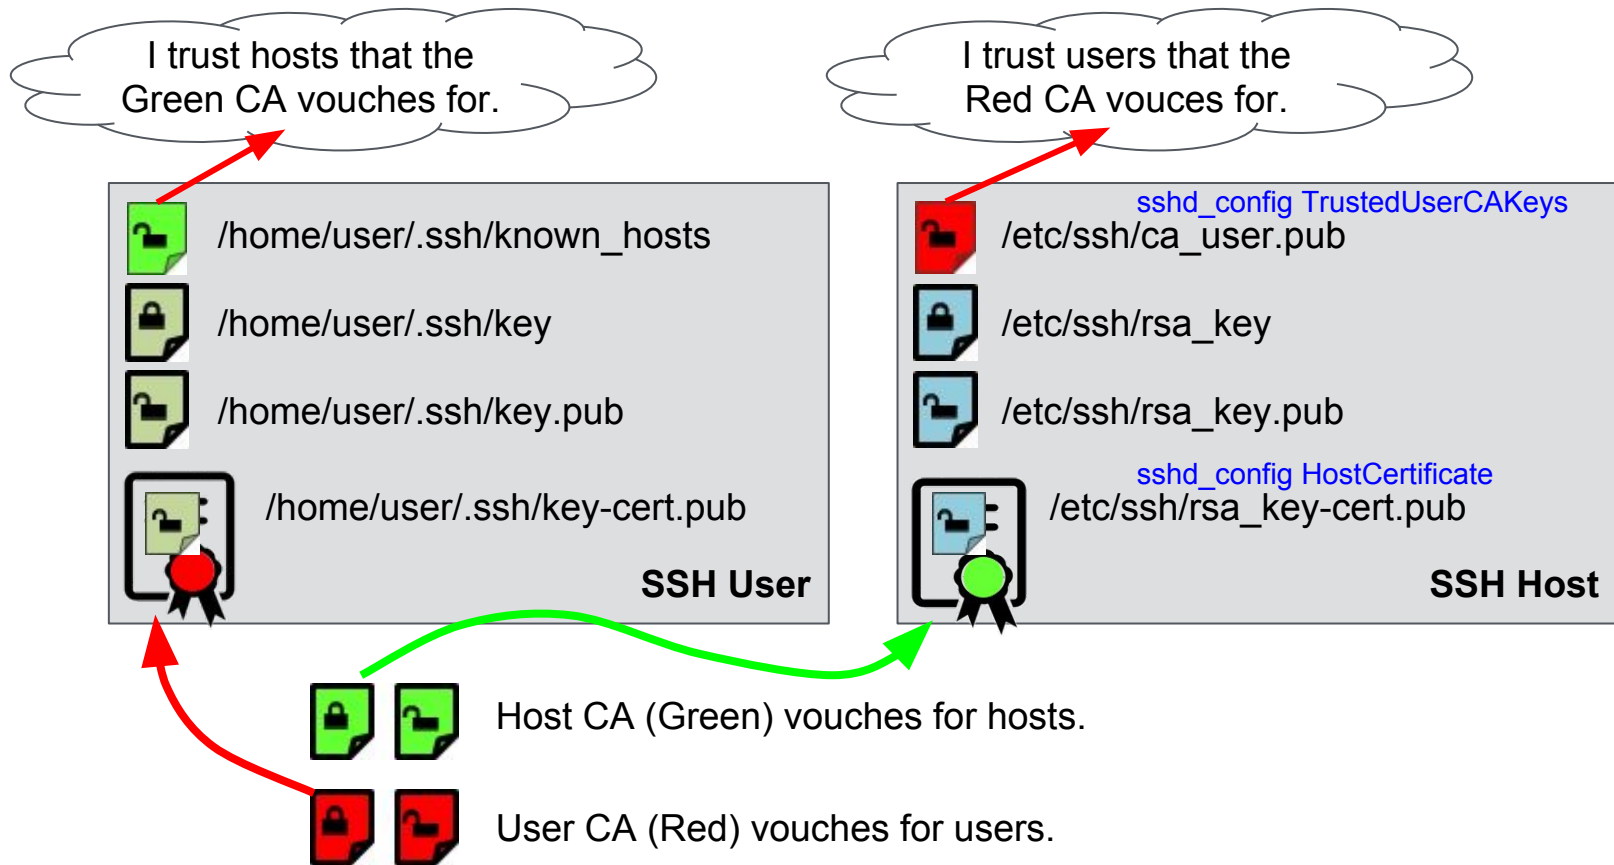 I trust hosts that the
Green CA vouches for.
I trust users that the
Red CA vouces for.
/home/user/.ssh/known_hosts
/home/user/.ssh/key
/home/user/.ssh/key.pub
/home/user/.ssh/key-cert.pub
SSH User
sshd_config TrustedUserCAKeys
/etc/ssh/ca_user.pub
/etc/ssh/rsa_key
/etc/ssh/rsa_key.pub
sshd_config HostCertificate
/etc/ssh/rsa_key-cert.pub
SSH Host
Host CA (Green) vouches for hosts.
User CA (Red) vouches for users.